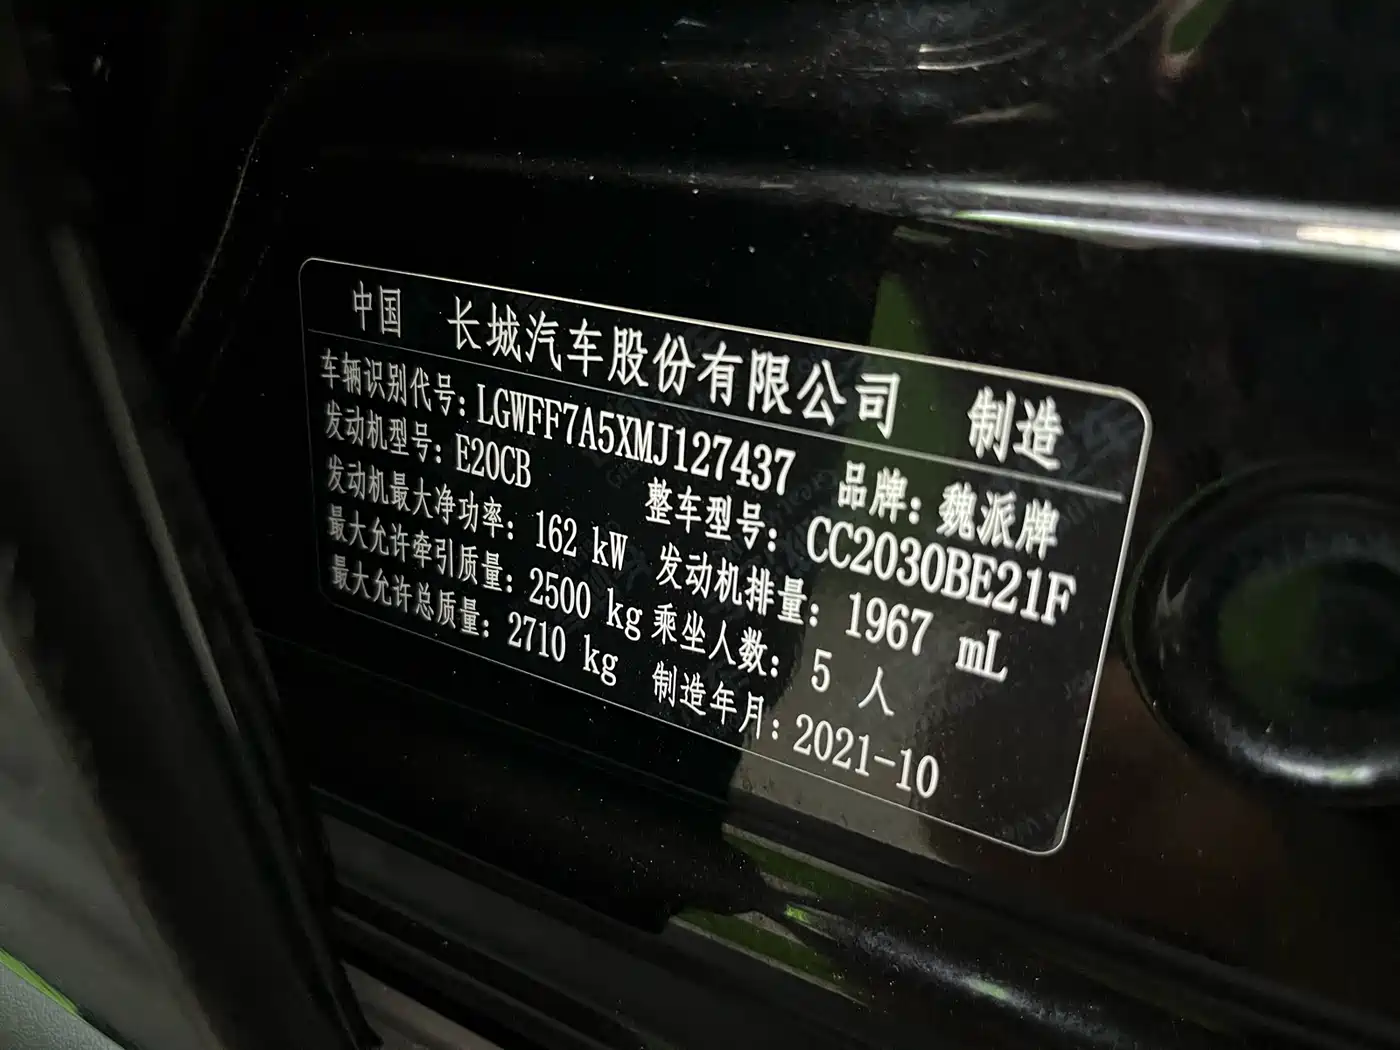 中国 长城汽车股份有限公司 制造
车辆识别代号：LGWFF7A5XMJ127437 品牌：魏派牌
发动机型号：E20CB 整车型号：CC2030BE21F
发动机最大净功率：162 kW 发动机排量：1967 mL
最大允许牵引质量：2500 kg 乘坐人数：5 人
最大允许总质量：2710 kg 制造年月：2021-10